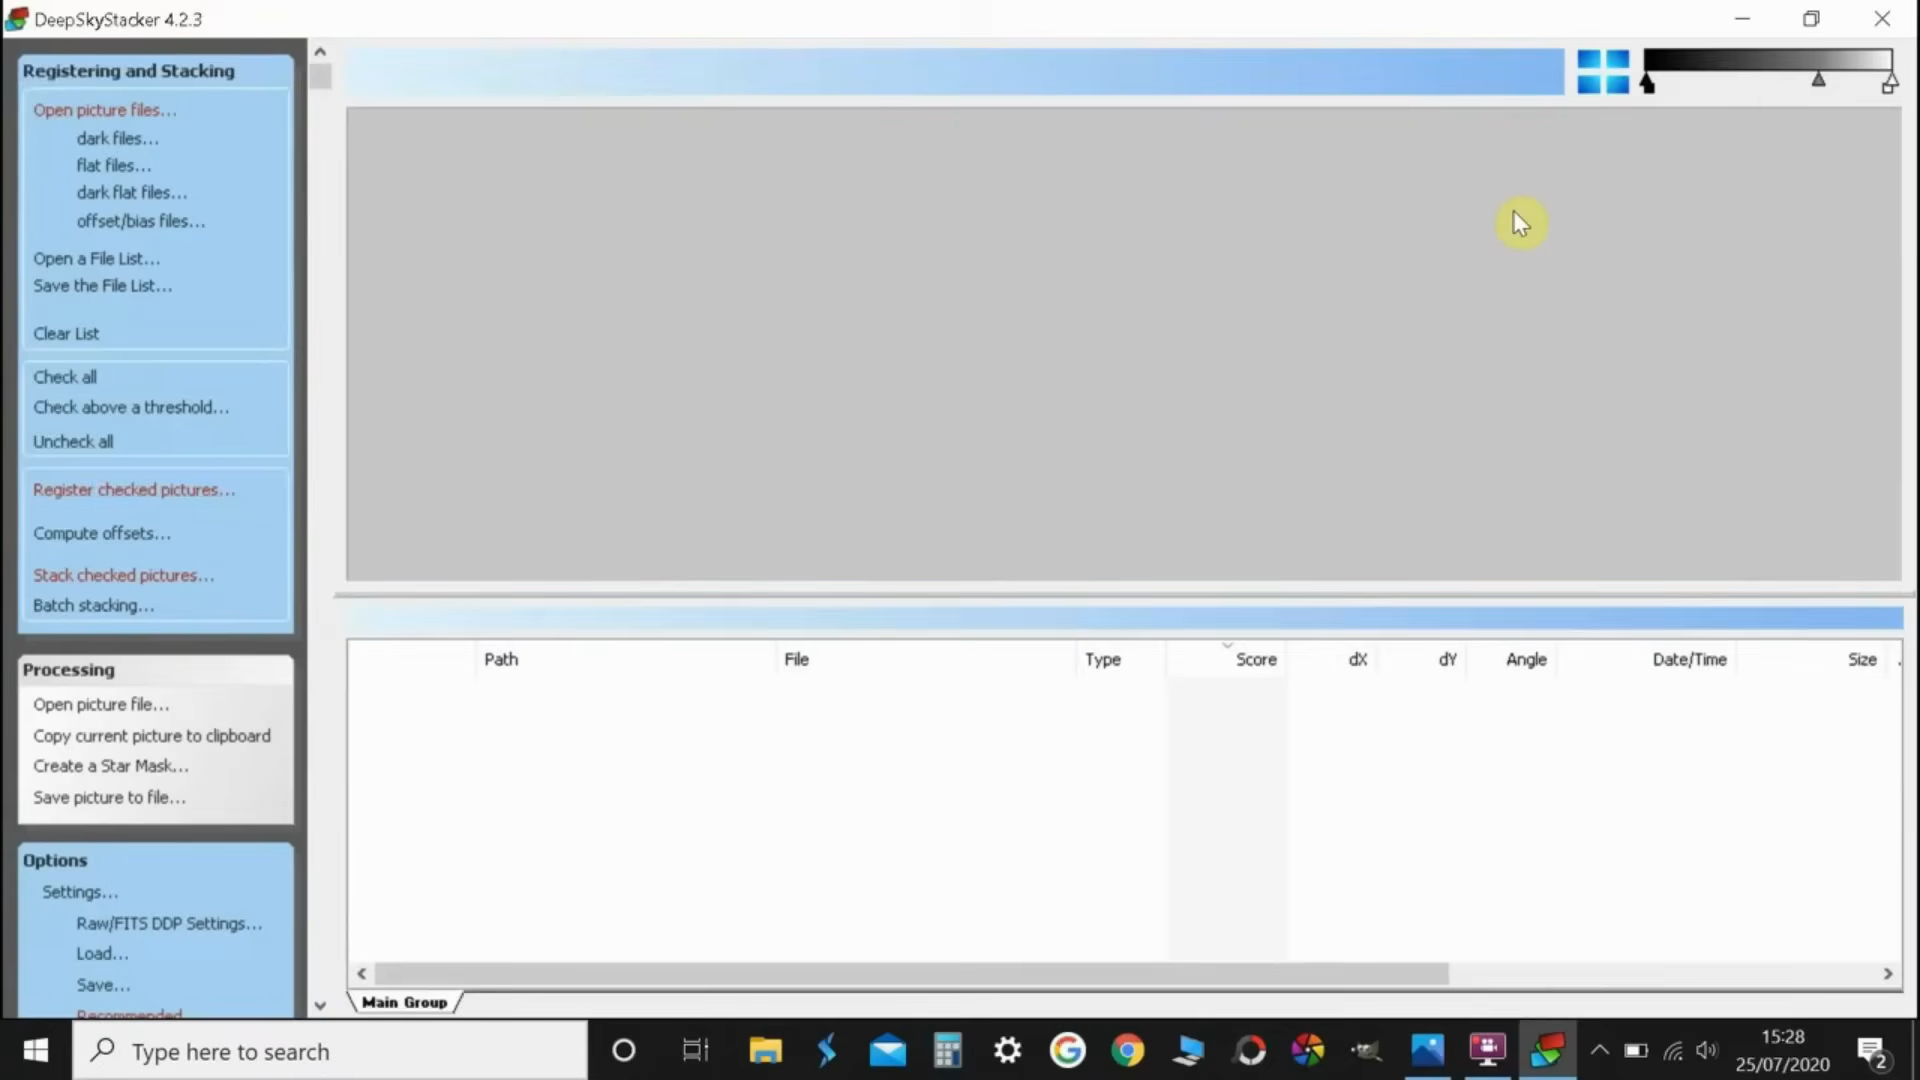 DeepSkyStacker 4.2.3
Registering and Stacking
Open picture files...
dark files...
flat files...
dark flat files...
offset/bias files...
Open a File List...
Save the File List...
Clear List
Check all
Check above a threshold...
Uncheck all
Register checked pictures...
Compute offsets...
Stack checked pictures...
Batch stacking...
Processing
Open picture file...
Copy current picture to clipboard
Create a Star Mask...
Save picture to file...
Options
Settings...
Raw/FITS DDP Settings...
Load...
Save...
Recommended
Path File Type Score dX dY Angle Date/Time Size
Main Group
Type here to search
15:28
25/07/2020
2